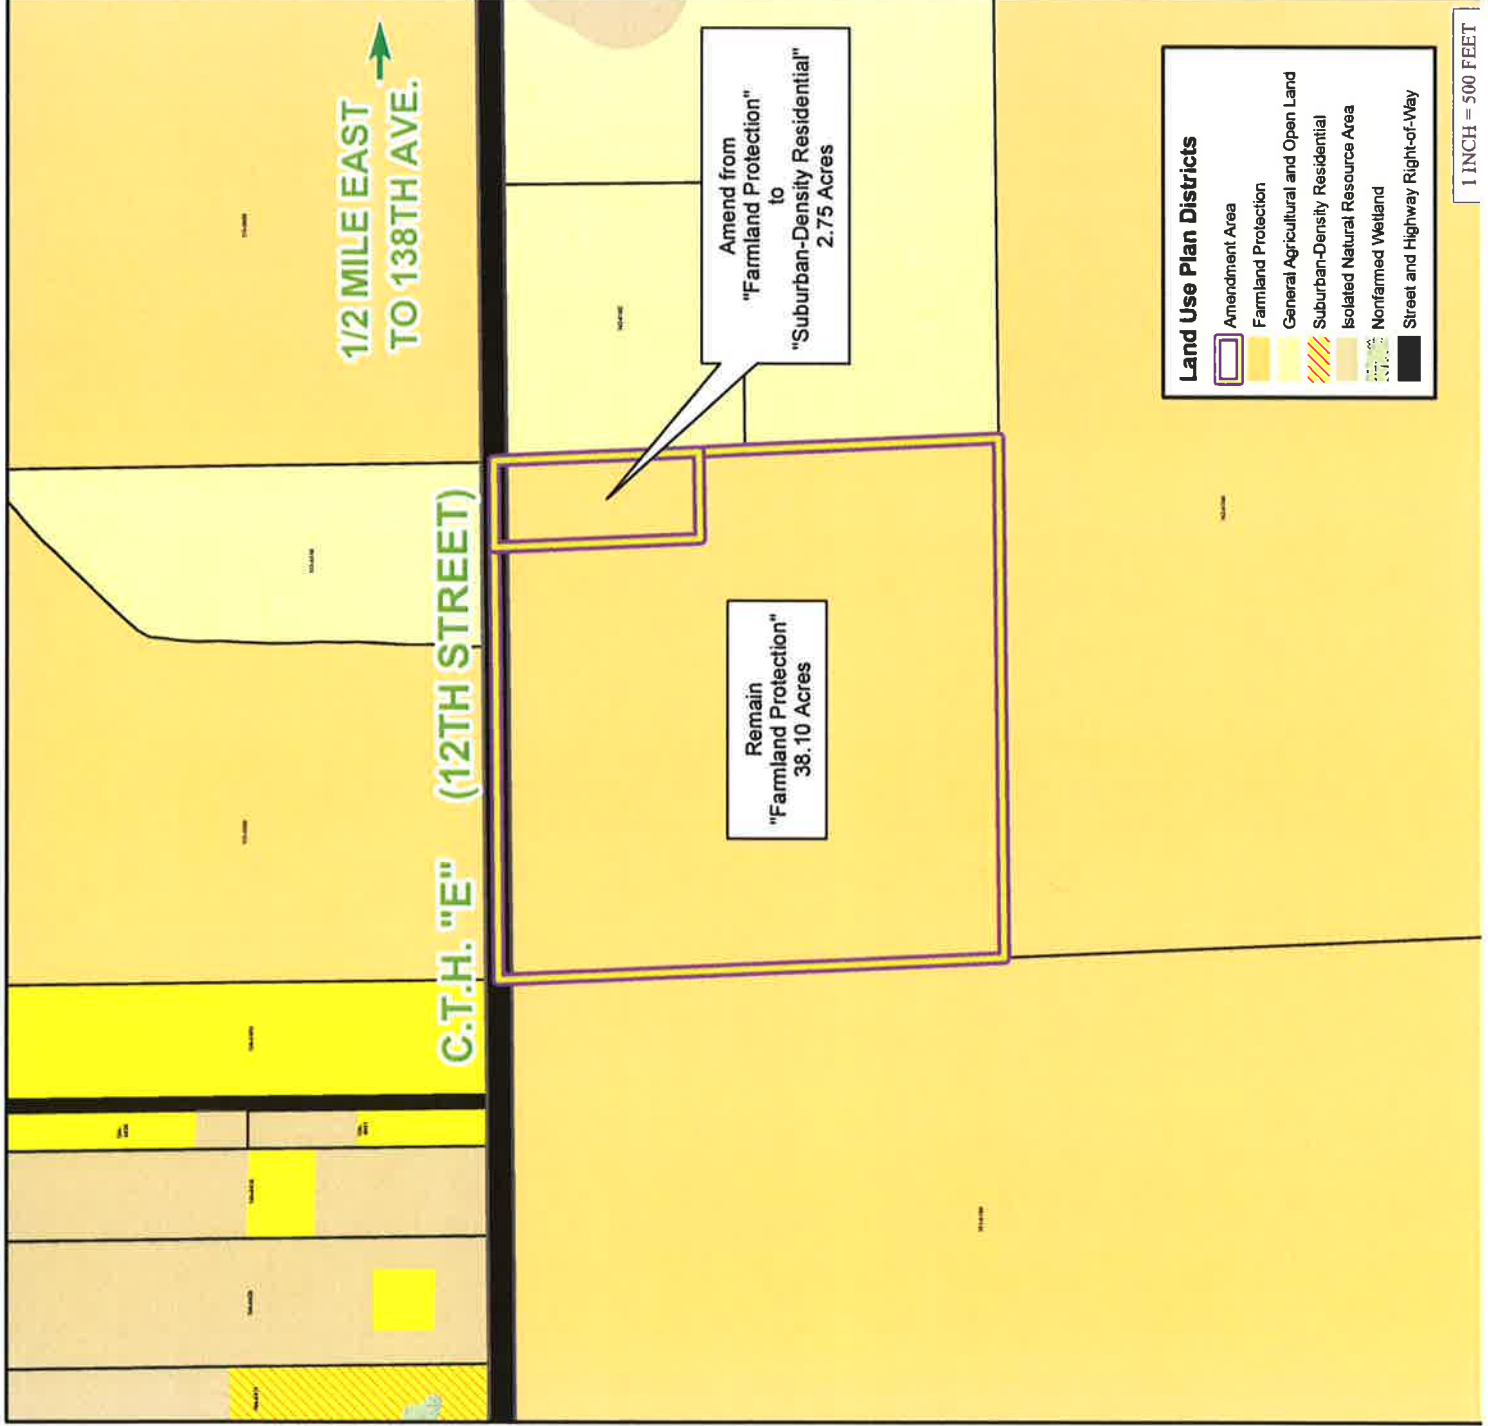 1/2 MILE EAST
TO 138TH AVE.
C.T.H. "E" (12TH STREET)
Amend from
"Farmland Protection"
to
"Suburban-Density Residential"
2.75 Acres
Remain
"Farmland Protection"
38.10 Acres
Land Use Plan Districts
Amendment Area
Farmland Protection
General Agricultural and Open Land
Suburban-Density Residential
Isolated Natural Resource Area
Nonfarmed Wetland
Street and Highway Right-of-Way
1 INCH = 500 FEET